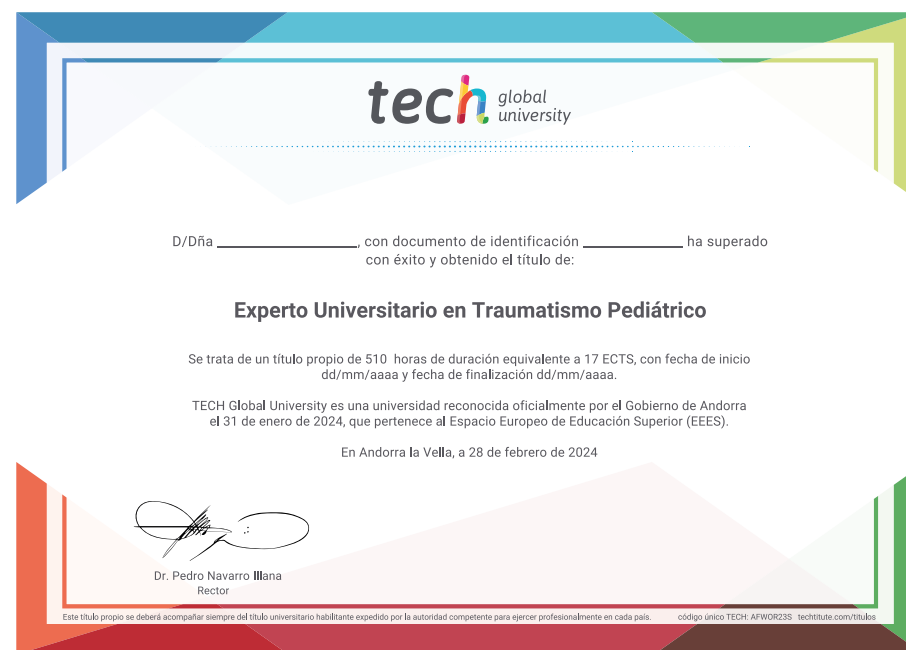 tech global university
D/Dña ____________, con documento de identificación ____________ ha superado
con éxito y obtenido el título de:
Experto Universitario en Traumatismo Pediátrico
Se trata de un título propio de 510 horas de duración equivalente a 17 ECTS, con fecha de inicio
dd/mm/aaaa y fecha de finalización dd/mm/aaaa.
TECH Global University es una universidad reconocida oficialmente por el Gobierno de Andorra
el 31 de enero de 2024, que pertenece al Espacio Europeo de Educación Superior (EEES).
En Andorra la Vella, a 28 de febrero de 2024
Dr. Pedro Navarro Illana
Rector
Este título propio se deberá acompañar siempre del título universitario habilitante expedido por la autoridad competente para ejercer profesionalmente en cada país. código único TECH: AFWOR23S techtitute.com/titulos